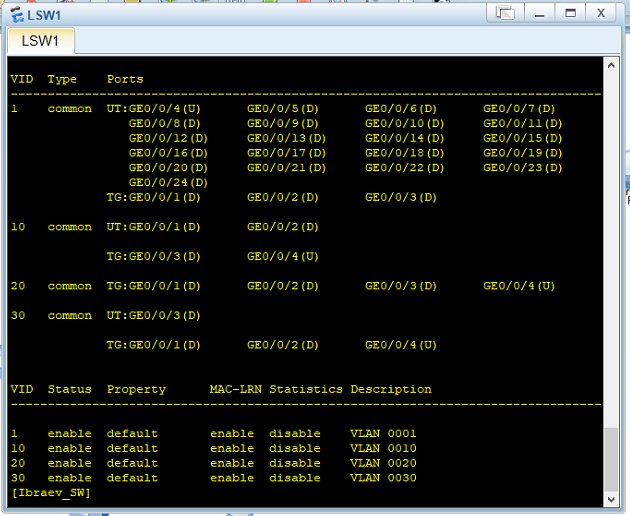 LSW1
LSW1
VID  Type    Ports
--------------------------------------------------------------------------------
1    common  UT:GE0/0/4(U)      GE0/0/5(D)      GE0/0/6(D)      GE0/0/7(D)
GE0/0/8(D)      GE0/0/9(D)      GE0/0/10(D)     GE0/0/11(D)
GE0/0/12(D)     GE0/0/13(D)     GE0/0/14(D)     GE0/0/15(D)
GE0/0/16(D)     GE0/0/17(D)     GE0/0/18(D)     GE0/0/19(D)
GE0/0/20(D)     GE0/0/21(D)     GE0/0/22(D)     GE0/0/23(D)
GE0/0/24(D)
TG:GE0/0/1(D)      GE0/0/2(D)      GE0/0/3(D)
10   common  UT:GE0/0/1(D)      GE0/0/2(D)
TG:GE0/0/3(D)      GE0/0/4(U)
20   common  TG:GE0/0/1(D)      GE0/0/2(D)      GE0/0/3(D)      GE0/0/4(U)
30   common  UT:GE0/0/3(D)
TG:GE0/0/1(D)      GE0/0/2(D)      GE0/0/4(U)
VID  Status  Property      MAC-LRN Statistics Description
--------------------------------------------------------------------------------
1    enable  default       enable  disable    VLAN 0001
10   enable  default       enable  disable    VLAN 0010
20   enable  default       enable  disable    VLAN 0020
30   enable  default       enable  disable    VLAN 0030
[Ibraev_SW]